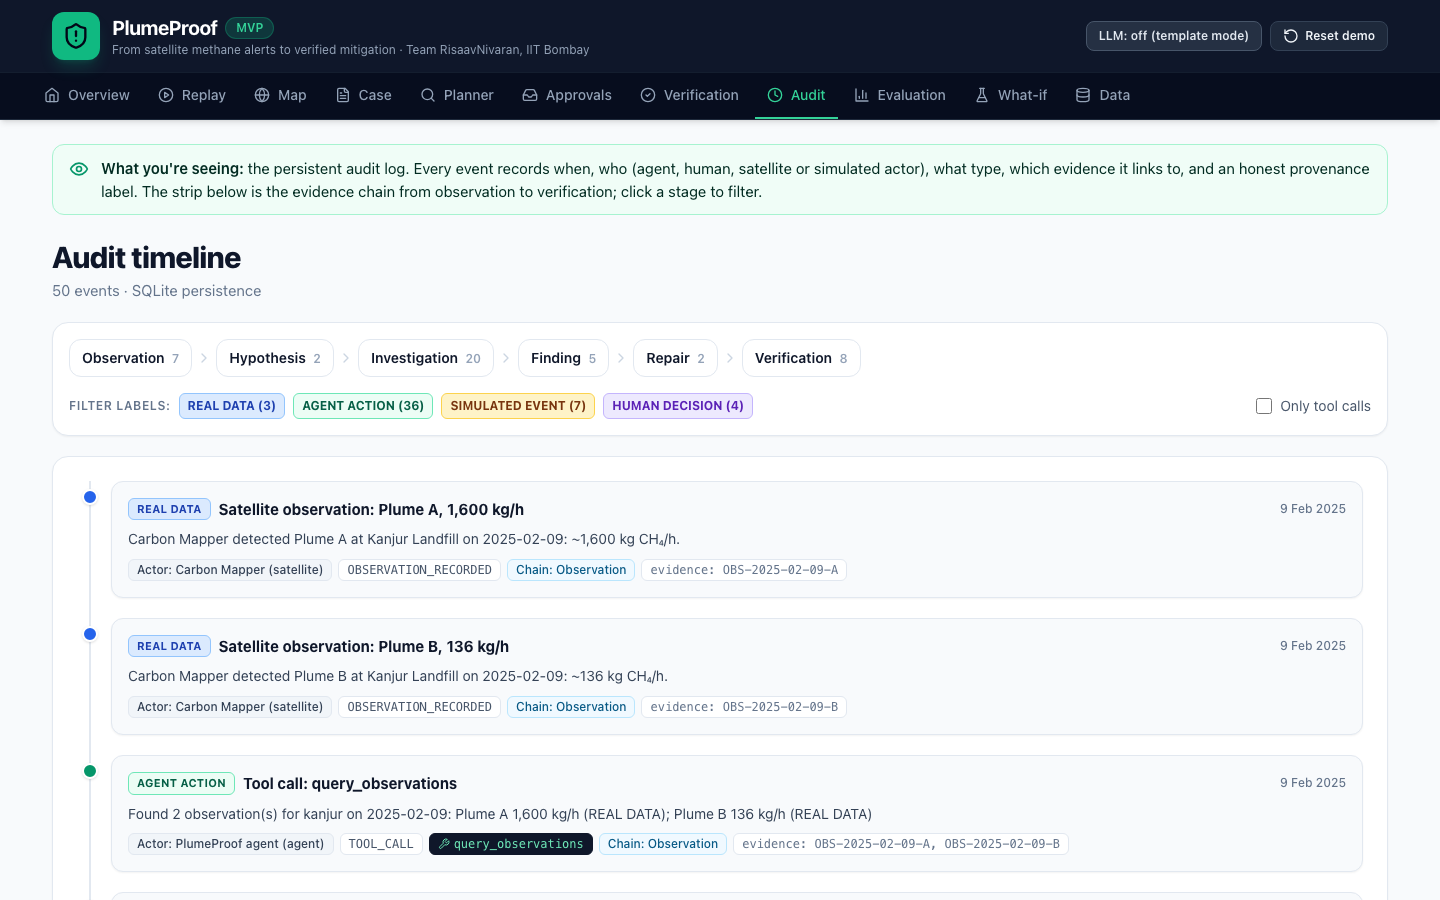 PlumeProof MVP
From satellite methane alerts to verified mitigation · Team RisaavNivaran, IIT Bombay
LLM: off (template mode)
Reset demo
Overview
Replay
Map
Case
Planner
Approvals
Verification
Audit
Evaluation
What-if
Data
What you're seeing: the persistent audit log. Every event records when, who (agent, human, satellite or simulated actor), what type, which evidence it links to, and an honest provenance
label. The strip below is the evidence chain from observation to verification; click a stage to filter.
Audit timeline
50 events · SQLite persistence
Observation 7
Hypothesis 2
Investigation 20
Finding 5
Repair 2
Verification 8
FILTER LABELS: REAL DATA (3) AGENT ACTION (36) SIMULATED EVENT (7) HUMAN DECISION (4)
Only tool calls
REAL DATA Satellite observation: Plume A, 1,600 kg/h
9 Feb 2025
Carbon Mapper detected Plume A at Kanjur Landfill on 2025-02-09: ~1,600 kg CH₄/h.
Actor: Carbon Mapper (satellite) OBSERVATION_RECORDED Chain: Observation evidence: OBS-2025-02-09-A
REAL DATA Satellite observation: Plume B, 136 kg/h
9 Feb 2025
Carbon Mapper detected Plume B at Kanjur Landfill on 2025-02-09: ~136 kg CH₄/h.
Actor: Carbon Mapper (satellite) OBSERVATION_RECORDED Chain: Observation evidence: OBS-2025-02-09-B
AGENT ACTION Tool call: query_observations
9 Feb 2025
Found 2 observation(s) for kanjur on 2025-02-09: Plume A 1,600 kg/h (REAL DATA); Plume B 136 kg/h (REAL DATA)
Actor: PlumeProof agent (agent) TOOL_CALL query_observations Chain: Observation evidence: OBS-2025-02-09-A, OBS-2025-02-09-B